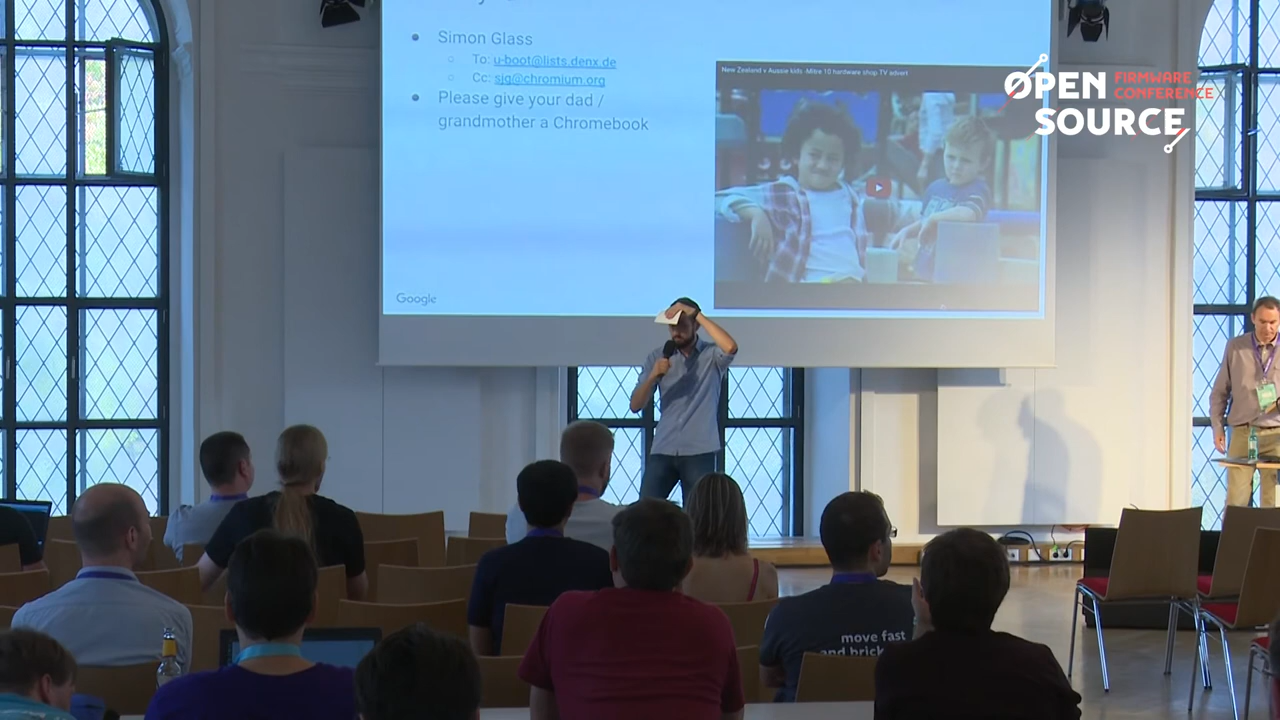 Simon Glass
To: u-boot@lists.denx.de
Cc: sjg@chromium.org
Please give your dad /
grandmother a Chromebook
Google
New Zealand v Aussie kids -Mitre 10 hardware shop TV advert
ØPEN FIRMWARE
CONFERENCE
SOURCE
move fast
and brick